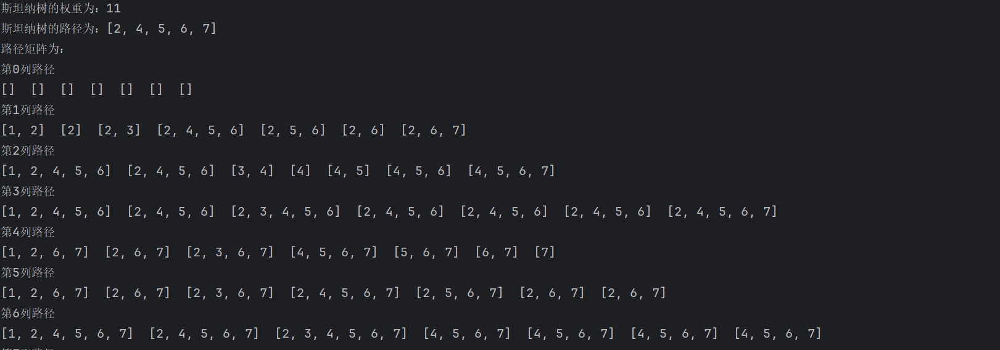 斯坦纳树的权重为：11
斯坦纳树的路径为：[2, 4, 5, 6, 7]
路径矩阵为：
第0列路径
[]  []  []  []  []  []  []
第1列路径
[1, 2]  [2]  [2, 3]  [2, 4, 5, 6]  [2, 5, 6]  [2, 6]  [2, 6, 7]
第2列路径
[1, 2, 4, 5, 6]  [2, 4, 5, 6]  [3, 4]  [4]  [4, 5]  [4, 5, 6]  [4, 5, 6, 7]
第3列路径
[1, 2, 4, 5, 6]  [2, 4, 5, 6]  [2, 3, 4, 5, 6]  [2, 4, 5, 6]  [2, 4, 5, 6]  [2, 4, 5, 6]  [2, 4, 5, 6, 7]
第4列路径
[1, 2, 6, 7]  [2, 6, 7]  [2, 3, 6, 7]  [4, 5, 6, 7]  [5, 6, 7]  [6, 7]  [7]
第5列路径
[1, 2, 6, 7]  [2, 6, 7]  [2, 3, 6, 7]  [2, 4, 5, 6, 7]  [2, 5, 6, 7]  [2, 6, 7]  [2, 6, 7]
第6列路径
[1, 2, 4, 5, 6, 7]  [2, 4, 5, 6, 7]  [2, 3, 4, 5, 6, 7]  [4, 5, 6, 7]  [4, 5, 6, 7]  [4, 5, 6, 7]  [4, 5, 6, 7]